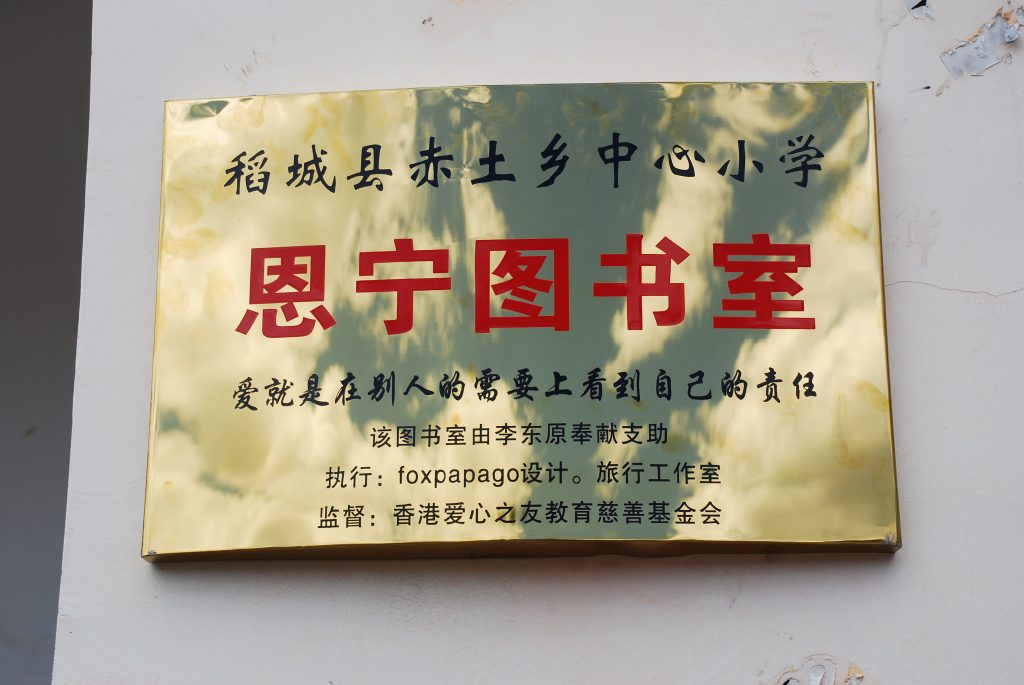 稻城县赤土乡中心小学
恩宁图书室
爱就是在别人的需要上看到自己的责任
该图书室由李东原奉献支助
执行：foxpapago设计。旅行工作室
监督：香港爱心之友教育慈善基金会